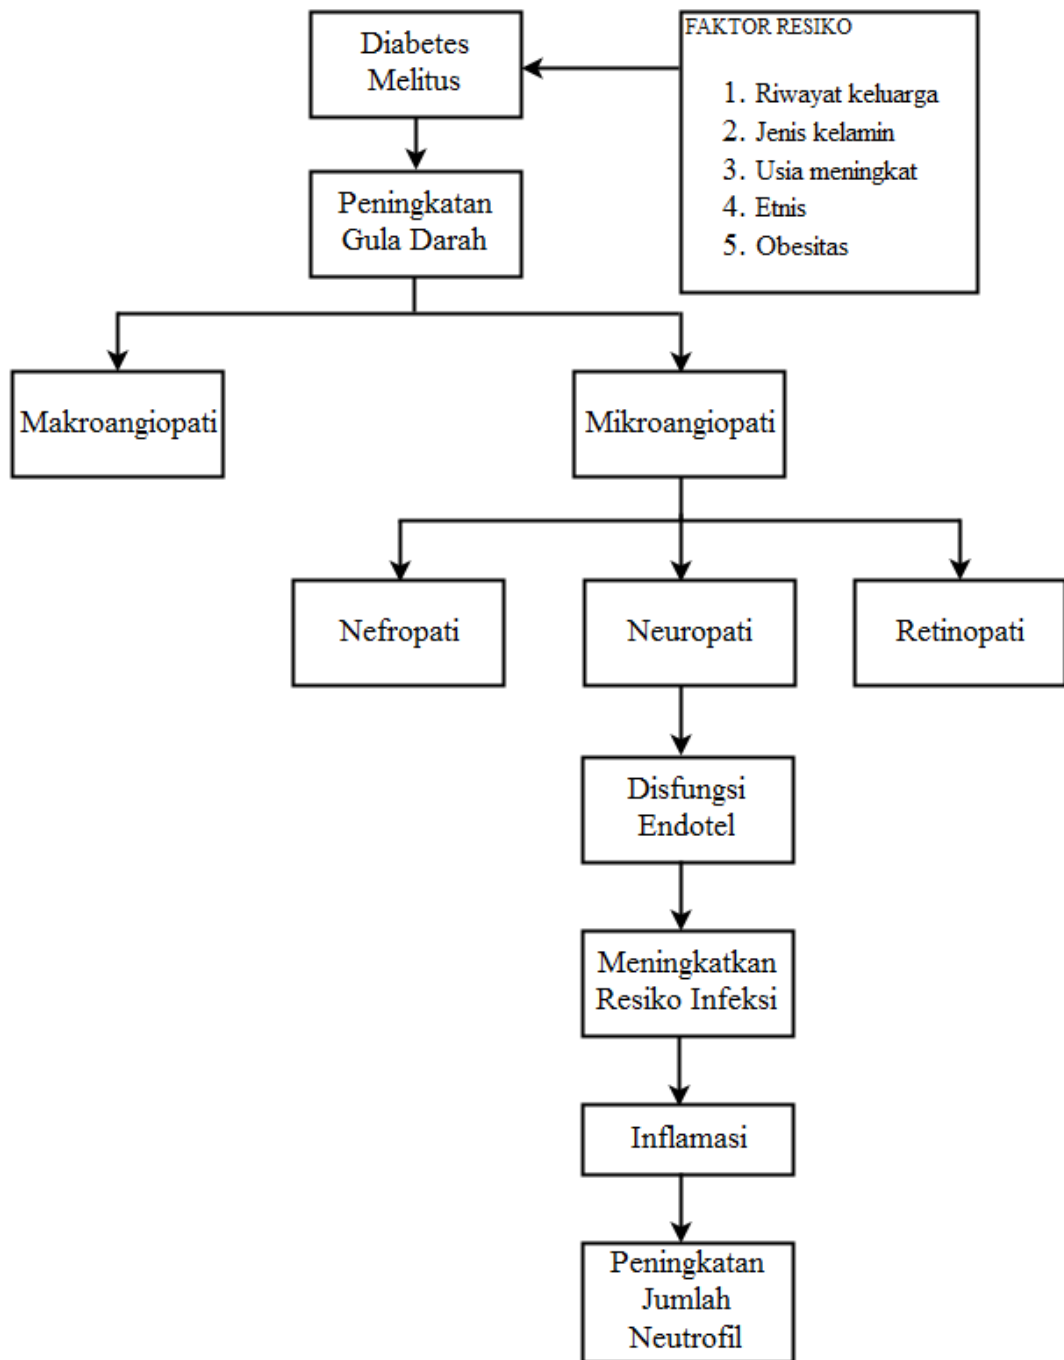 Diabetes
Melitus
FAKTOR RESIKO
1. Riwayat keluarga
2. Jenis kelamin
3. Usia meningkat
4. Etnis
5. Obesitas
Peningkatan
Gula Darah
Makroangiopati
Mikroangiopati
Nefropati
Neuropati
Retinopati
Disfungsi
Endotel
Meningkatkan
Resiko Infeksi
Inflamasi
Peningkatan
Jumlah
Neutrofil